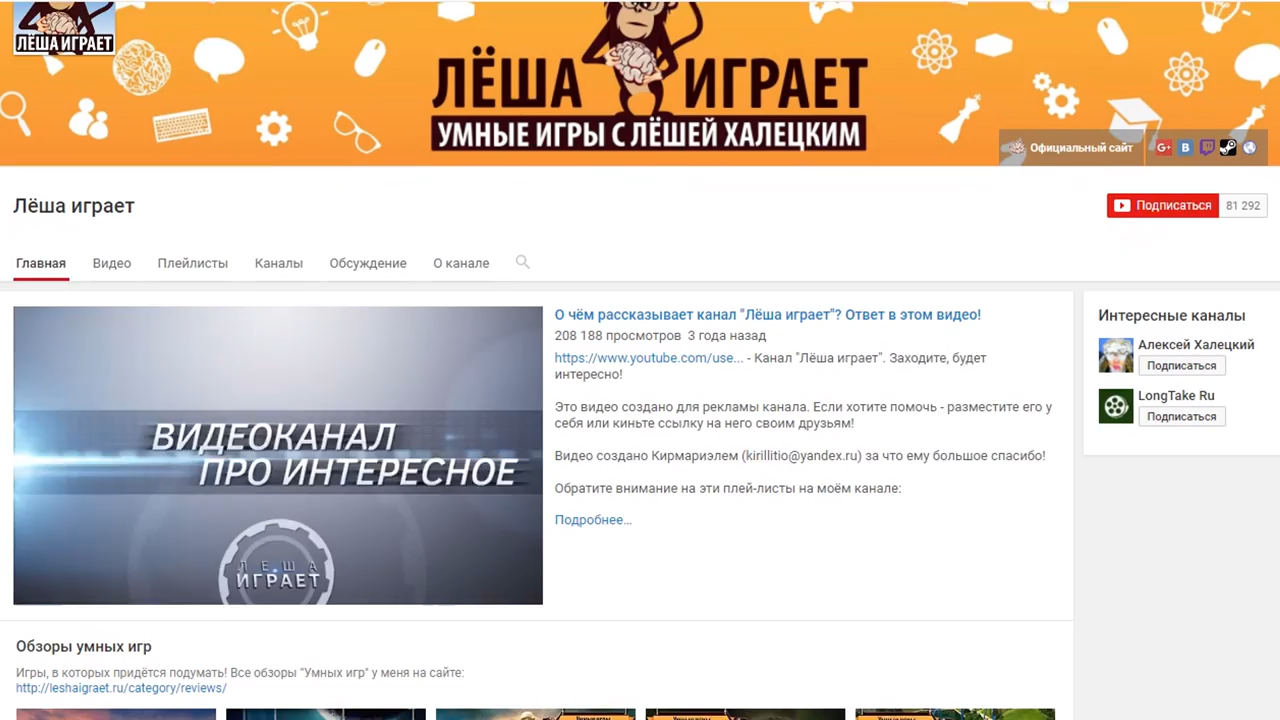 ЛЁША ИГРАЕТ
ЛЁША ИГРАЕТ
УМНЫЕ ИГРЫ С ЛЁШЕЙ ХАЛЕЦКИМ
Официальный сайт
G+ B
Лёша играет
Подписаться 81 292
Главная Видео Плейлисты Каналы Обсуждение О канале
ВИДЕОКАНАЛ
ПРО ИНТЕРЕСНОЕ
ЛЕША
ИГРАЕТ
О чём рассказывает канал "Лёша играет"? Ответ в этом видео!
208 188 просмотров 3 года назад
https://www.youtube.com/use... - Канал "Лёша играет". Заходите, будет
интересно!
Это видео создано для рекламы канала. Если хотите помочь - разместите его у
себя или киньте ссылку на него своим друзьям!
Видео создано Кирмариэлем (kirillitio@yandex.ru) за что ему большое спасибо!
Обратите внимание на эти плей-листы на моём канале:
Подробнее...
Интересные каналы
Алексей Халецкий
Подписаться
LongTake Ru
Подписаться
Обзоры умных игр
Игры, в которых придётся подумать! Все обзоры "Умных игр" у меня на сайте:
http://leshaigraet.ru/category/reviews/